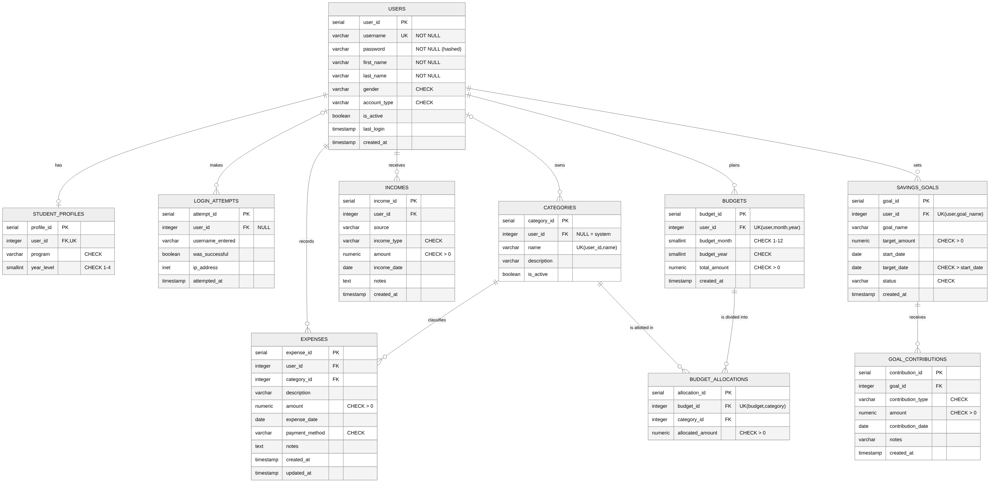 USERS
serial user_id PK
varchar username UK NOT NULL
varchar password NOT NULL (hashed)
varchar first_name NOT NULL
varchar last_name NOT NULL
varchar gender CHECK
varchar account_type CHECK
boolean is_active
timestamp last_login
timestamp created_at
has
makes
receives
owns
plans
sets
records
STUDENT_PROFILES
serial profile_id PK
integer user_id FK,UK
varchar program CHECK
smallint year_level CHECK 1-4
LOGIN_ATTEMPTS
serial attempt_id PK
integer user_id FK NULL
varchar username_entered
boolean was_successful
inet ip_address
timestamp attempted_at
INCOMES
serial income_id PK
integer user_id FK
varchar source
varchar income_type CHECK
numeric amount CHECK > 0
date income_date
text notes
timestamp created_at
CATEGORIES
serial category_id PK
integer user_id FK NULL = system
varchar name UK(user_id,name)
varchar description
boolean is_active
BUDGETS
serial budget_id PK
integer user_id FK UK(user,month,year)
smallint budget_month CHECK 1-12
smallint budget_year CHECK
numeric total_amount CHECK > 0
timestamp created_at
SAVINGS_GOALS
serial goal_id PK
integer user_id FK UK(user,goal_name)
varchar goal_name
numeric target_amount CHECK > 0
date start_date
date target_date CHECK > start_date
varchar status CHECK
timestamp created_at
classifies
is allotted in
is divided into
receives
EXPENSES
serial expense_id PK
integer user_id FK
integer category_id FK
varchar description
numeric amount CHECK > 0
date expense_date
varchar payment_method CHECK
text notes
timestamp created_at
timestamp updated_at
BUDGET_ALLOCATIONS
serial allocation_id PK
integer budget_id FK UK(budget,category)
integer category_id FK
numeric allocated_amount CHECK > 0
GOAL_CONTRIBUTIONS
serial contribution_id PK
integer goal_id FK
varchar contribution_type CHECK
numeric amount CHECK > 0
date contribution_date
varchar notes
timestamp created_at